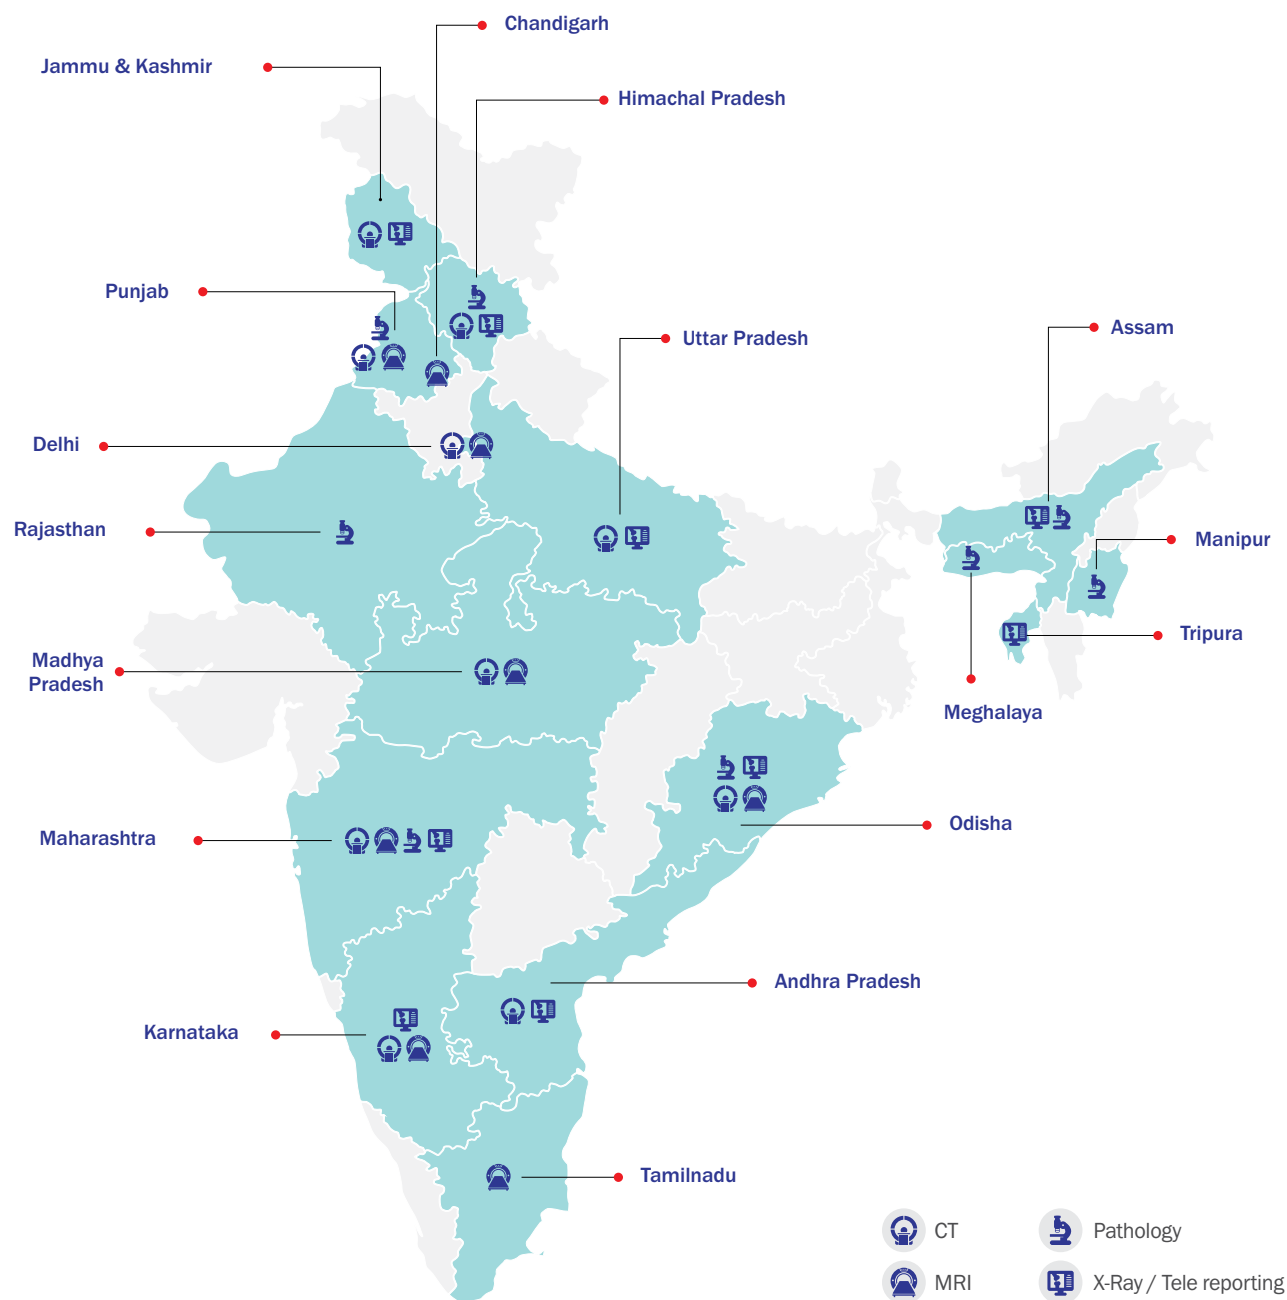 Chandigarh
Jammu & Kashmir
Himachal Pradesh
Punjab
Uttar Pradesh
Assam
Delhi
Rajasthan
Manipur
Tripura
Madhya
Pradesh
Meghalaya
Odisha
Maharashtra
Andhra Pradesh
Karnataka
Tamilnadu
CT
Pathology
MRI
X-Ray / Tele reporting